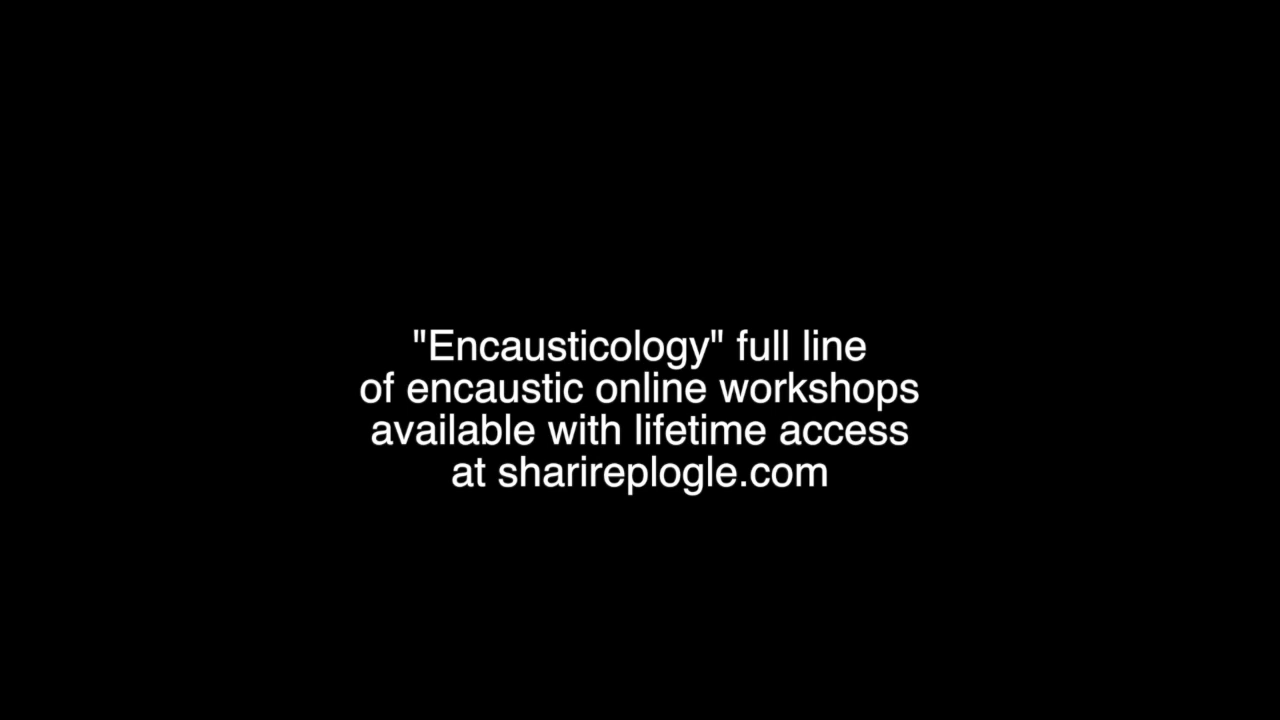 "Encausticology" full line
of encaustic online workshops
available with lifetime access
at sharireplogle.com